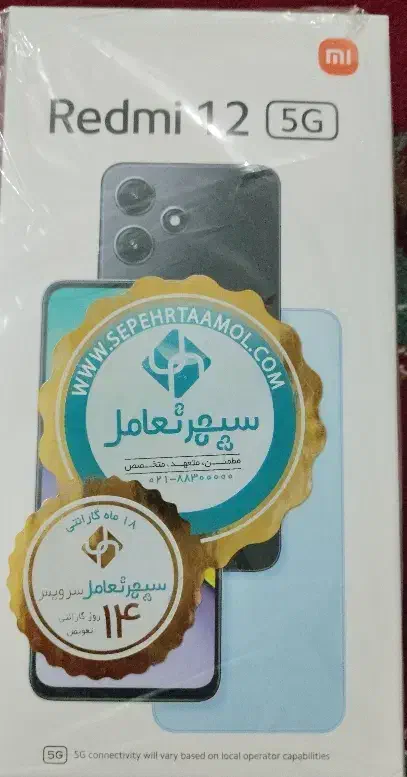 mi
Redmi 12 5G
WWW.SEPEHRTAAMOL.COM
سپهرتعامل
مطمئن، متعهد، متخصص
۰۲۱-۸۸۳۰۰۰۰۰
۱۸ ماه گارانتی
سپهرتعامل سرویس
۱۴ روز گارانتی
تعویض
5G 5G connectivity will vary based on local operator capabilities